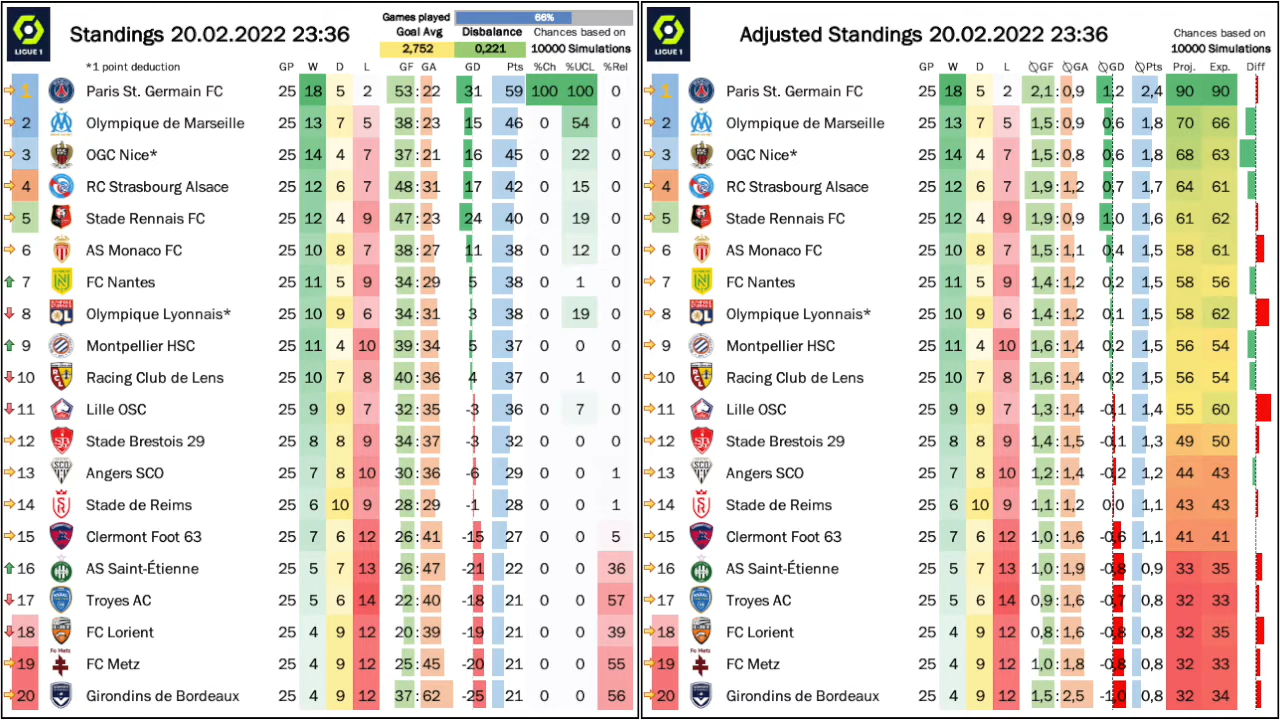 Games played 66%
LIGUE 1 Standings 20.02.2022 23:36 Goal Avg Disbalance Chances based on
2,752 0,221 10000 Simulations
*1 point deduction GP W D L GF GA GD Pts %Ch %UCL %Rel
1 Paris St. Germain FC 25 18 5 2 53 : 22 31 59 100 100 0
2 Olympique de Marseille 25 13 7 5 38 : 23 15 46 0 54 0
3 OGC Nice* 25 14 4 7 37 : 21 16 45 0 22 0
4 RC Strasbourg Alsace 25 12 6 7 48 : 31 17 42 0 15 0
5 Stade Rennais FC 25 12 4 9 47 : 23 24 40 0 19 0
6 AS Monaco FC 25 10 8 7 38 : 27 11 38 0 12 0
7 FC Nantes 25 11 5 9 34 : 29 5 38 0 1 0
8 Olympique Lyonnais* 25 10 9 6 34 : 31 3 38 0 19 0
9 Montpellier HSC 25 11 4 10 39 : 34 5 37 0 0 0
10 Racing Club de Lens 25 10 7 8 40 : 36 4 37 0 1 0
11 Lille OSC 25 9 9 7 32 : 35 -3 36 0 7 0
12 Stade Brestois 29 25 8 8 9 34 : 37 -3 32 0 0 0
13 Angers SCO 25 7 8 10 30 : 36 -6 29 0 0 1
14 Stade de Reims 25 6 10 9 28 : 29 -1 28 0 0 1
15 Clermont Foot 63 25 7 6 12 26 : 41 -15 27 0 0 5
16 AS Saint-Étienne 25 5 7 13 26 : 47 -21 22 0 0 36
17 Troyes AC 25 5 6 14 22 : 40 -18 21 0 0 57
18 FC Lorient 25 4 9 12 20 : 39 -19 21 0 0 39
19 FC Metz 25 4 9 12 25 : 45 -20 21 0 0 55
20 Girondins de Bordeaux 25 4 9 12 37 : 62 -25 21 0 0 56
LIGUE 1 Adjusted Standings 20.02.2022 23:36 Chances based on
10000 Simulations
GP W D L ∅GF ∅GA ∅GD ∅Pts Proj. Exp. Diff
1 Paris St. Germain FC 25 18 5 2 2,1 : 0,9 1,2 2,4 90 90
2 Olympique de Marseille 25 13 7 5 1,5 : 0,9 0,6 1,8 70 66
3 OGC Nice* 25 14 4 7 1,5 : 0,8 0,6 1,8 68 63
4 RC Strasbourg Alsace 25 12 6 7 1,9 : 1,2 0,7 1,7 64 61
5 Stade Rennais FC 25 12 4 9 1,9 : 0,9 1,0 1,6 61 62
6 AS Monaco FC 25 10 8 7 1,5 : 1,1 0,4 1,5 58 61
7 FC Nantes 25 11 5 9 1,4 : 1,2 0,2 1,5 58 56
8 Olympique Lyonnais* 25 10 9 6 1,4 : 1,2 0,1 1,5 58 62
9 Montpellier HSC 25 11 4 10 1,6 : 1,4 0,2 1,5 56 54
10 Racing Club de Lens 25 10 7 8 1,6 : 1,4 0,2 1,5 56 54
11 Lille OSC 25 9 9 7 1,3 : 1,4 -0,1 1,4 55 60
12 Stade Brestois 29 25 8 8 9 1,4 : 1,5 -0,1 1,3 49 50
13 Angers SCO 25 7 8 10 1,2 : 1,4 -0,2 1,2 44 43
14 Stade de Reims 25 6 10 9 1,1 : 1,2 0,0 1,1 43 43
15 Clermont Foot 63 25 7 6 12 1,0 : 1,6 -0,6 1,1 41 41
16 AS Saint-Étienne 25 5 7 13 1,0 : 1,9 -0,8 0,9 33 35
17 Troyes AC 25 5 6 14 0,9 : 1,6 -0,7 0,8 32 33
18 FC Lorient 25 4 9 12 0,8 : 1,6 -0,8 0,8 32 35
19 FC Metz 25 4 9 12 1,0 : 1,8 -0,8 0,8 32 33
20 Girondins de Bordeaux 25 4 9 12 1,5 : 2,5 -1,0 0,8 32 34